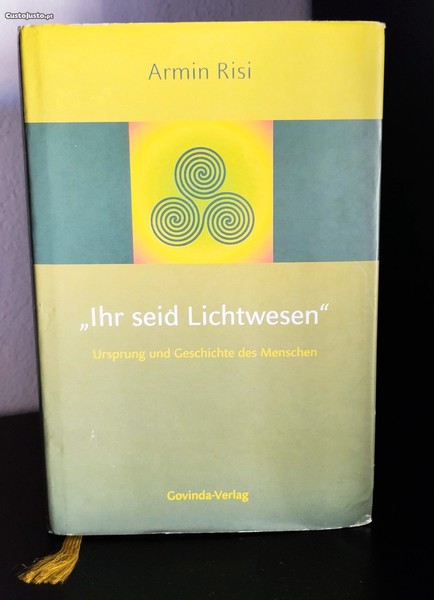 CustoJusto.pt
Armin Risi
„Ihr seid Lichtwesen“
Ursprung und Geschichte des Menschen
Govinda-Verlag